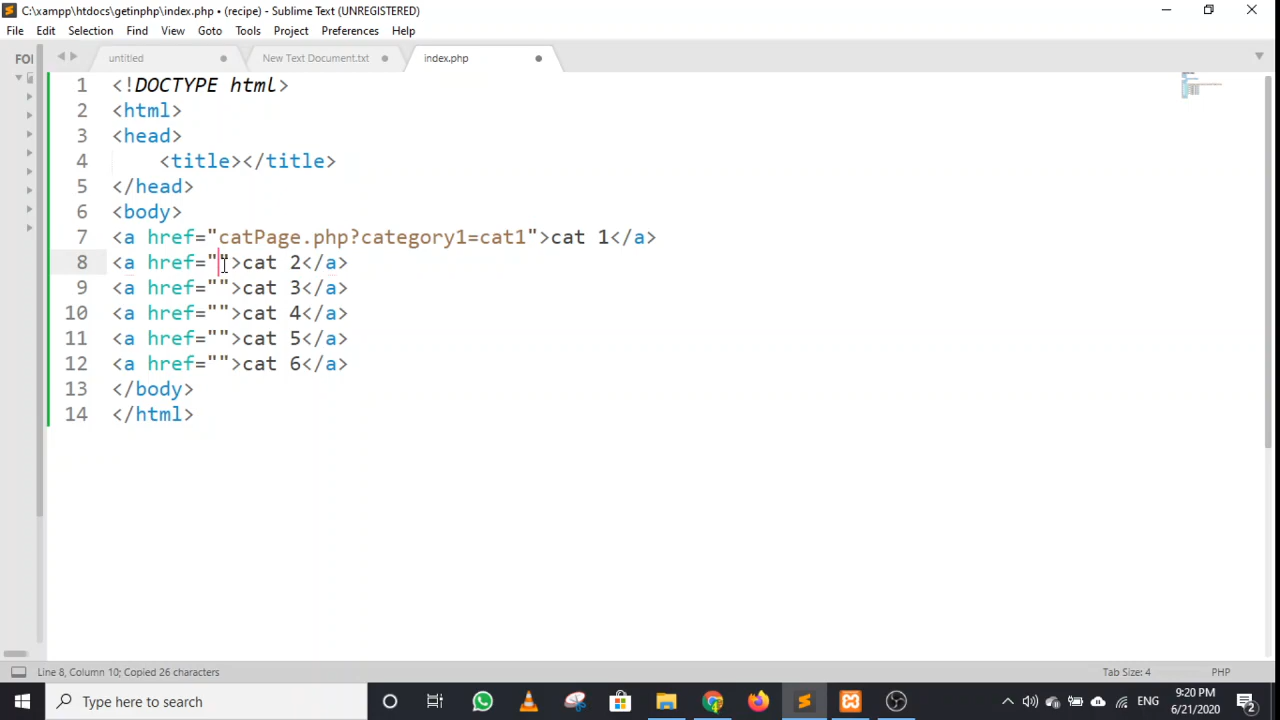 C:\xampp\htdocs\getinphp\index.php • (recipe) - Sublime Text (UNREGISTERED)
File Edit Selection Find View Goto Tools Project Preferences Help
FOI
untitled
New Text Document.txt
index.php
1 <!DOCTYPE html>
2 <html>
3 <head>
4 <title></title>
5 </head>
6 <body>
7 <a href="catPage.php?category1=cat1">cat 1</a>
8 <a href="">cat 2</a>
9 <a href="">cat 3</a>
10 <a href="">cat 4</a>
11 <a href="">cat 5</a>
12 <a href="">cat 6</a>
13 </body>
14 </html>
Line 8, Column 10; Copied 26 characters
Tab Size: 4
PHP
Type here to search
ENG
9:20 PM
6/21/2020
2